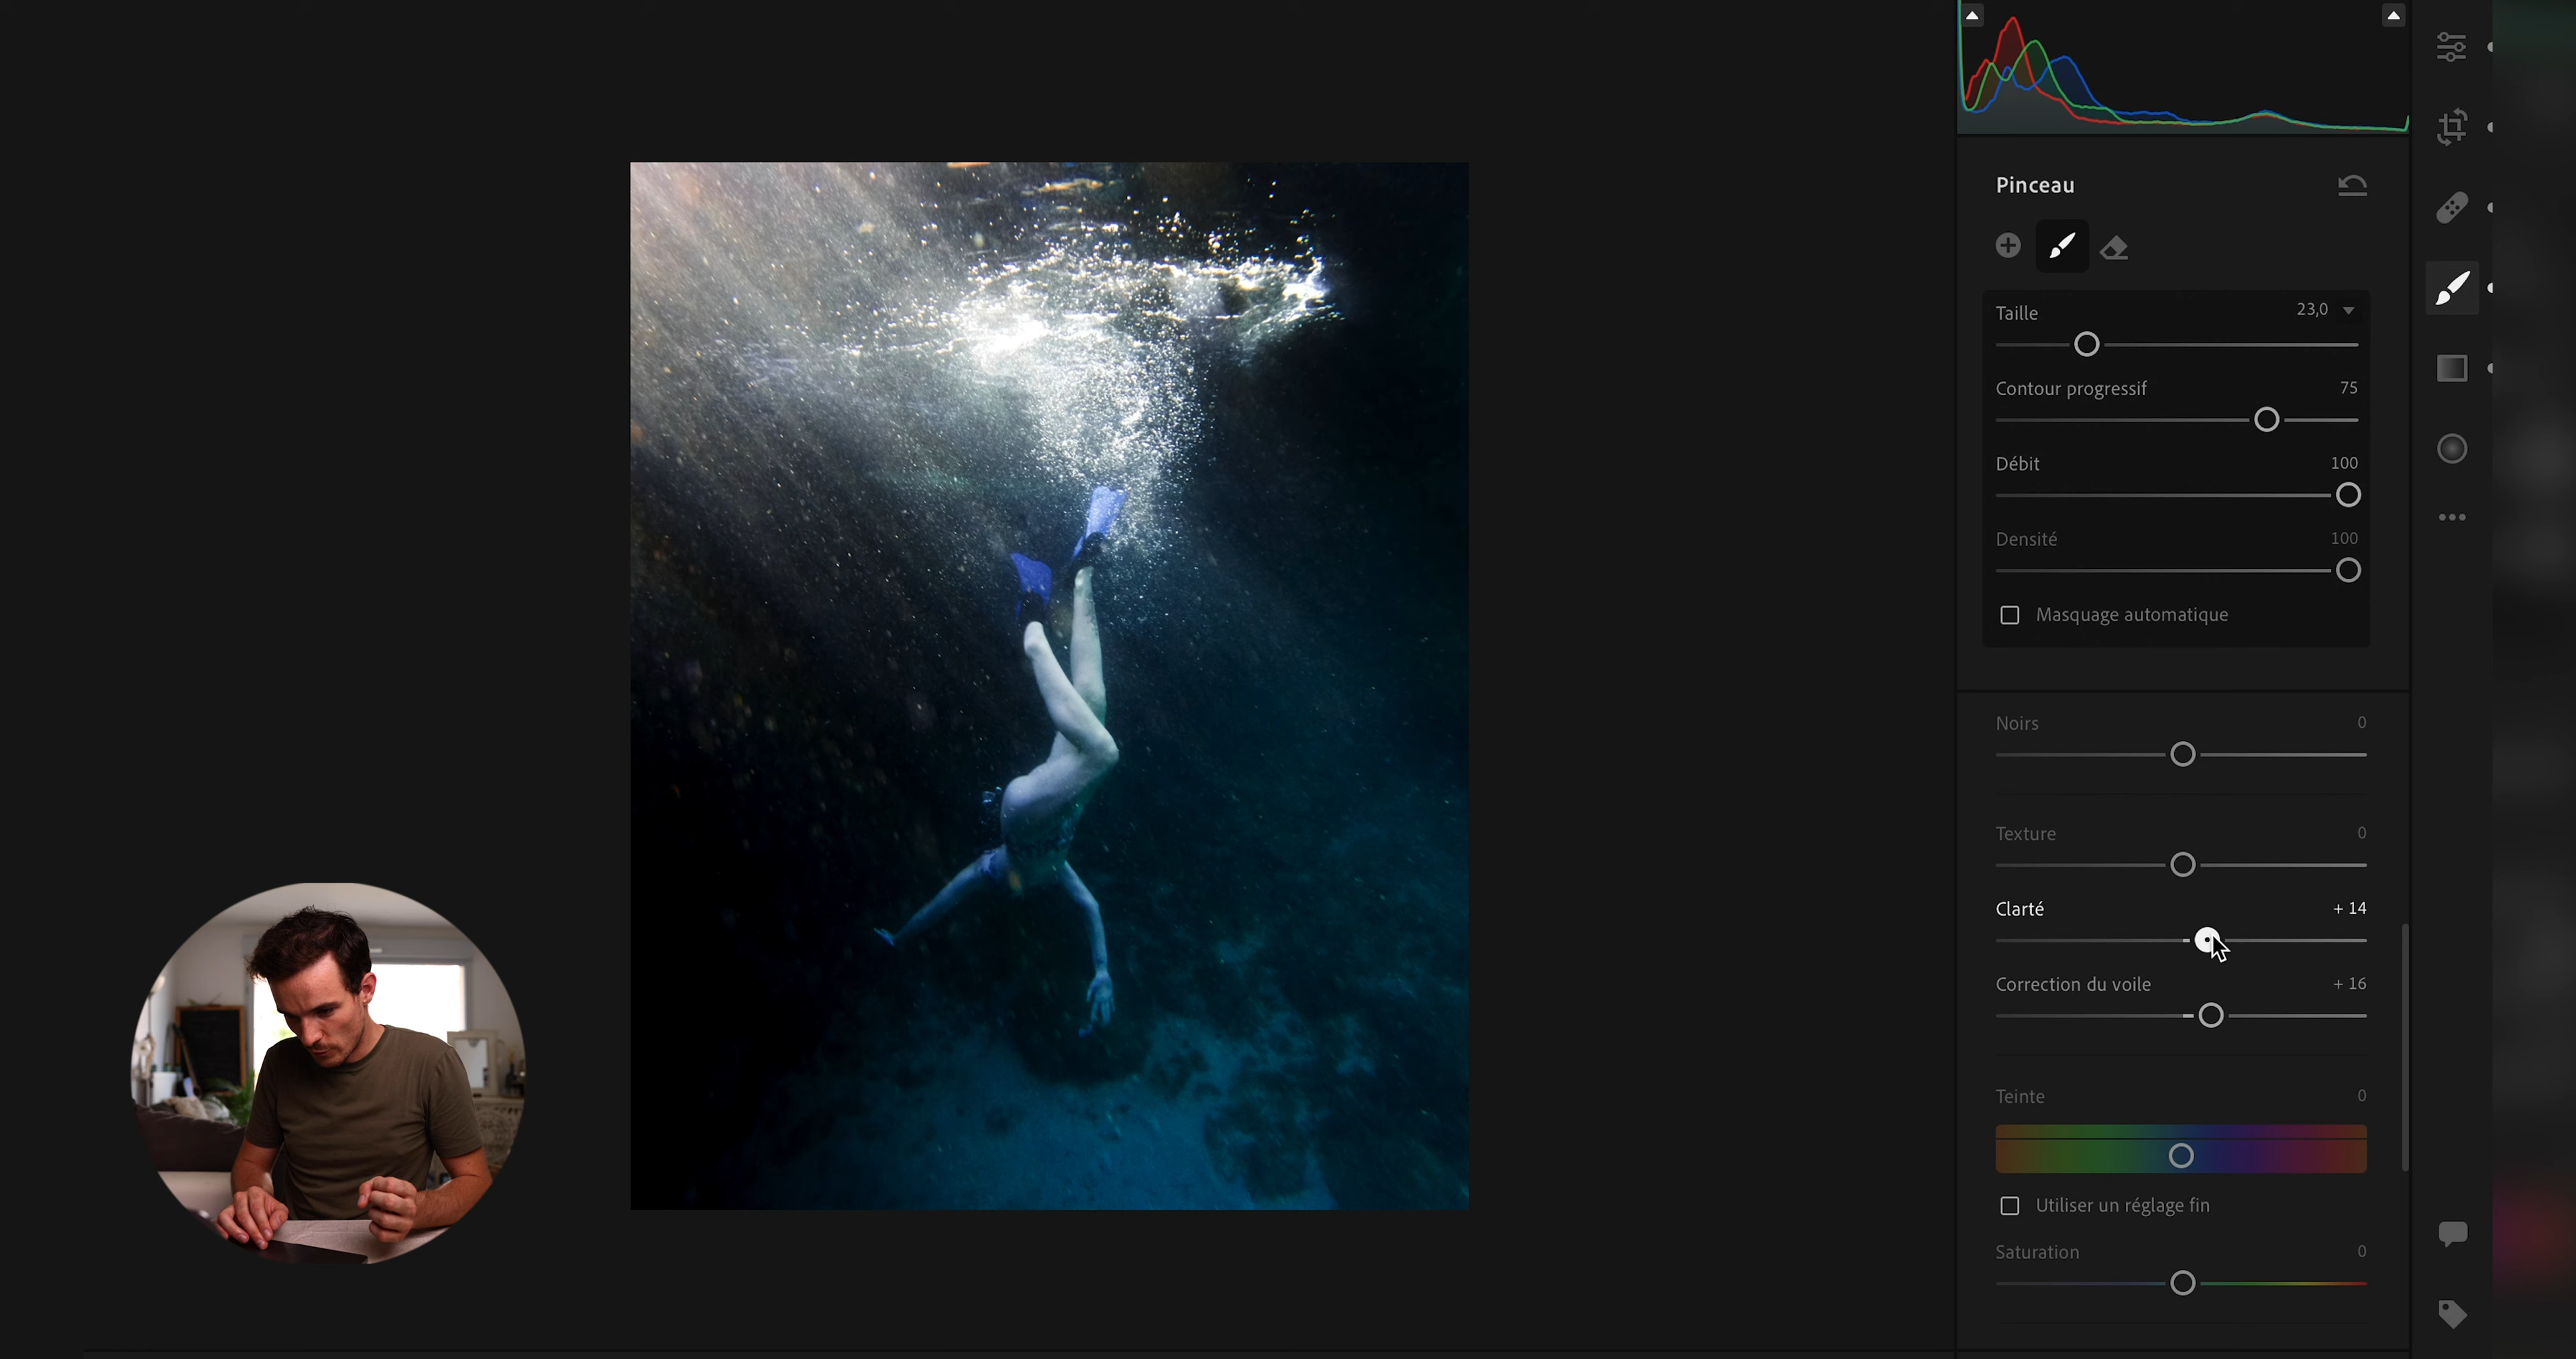 Pinceau
Taille 23,0
Contour progressif 75
Débit 100
Densité 100
Masquage automatique
Noirs 0
Texture 0
Clarté + 14
Correction du voile + 16
Teinte 0
Utiliser un réglage fin
Saturation 0